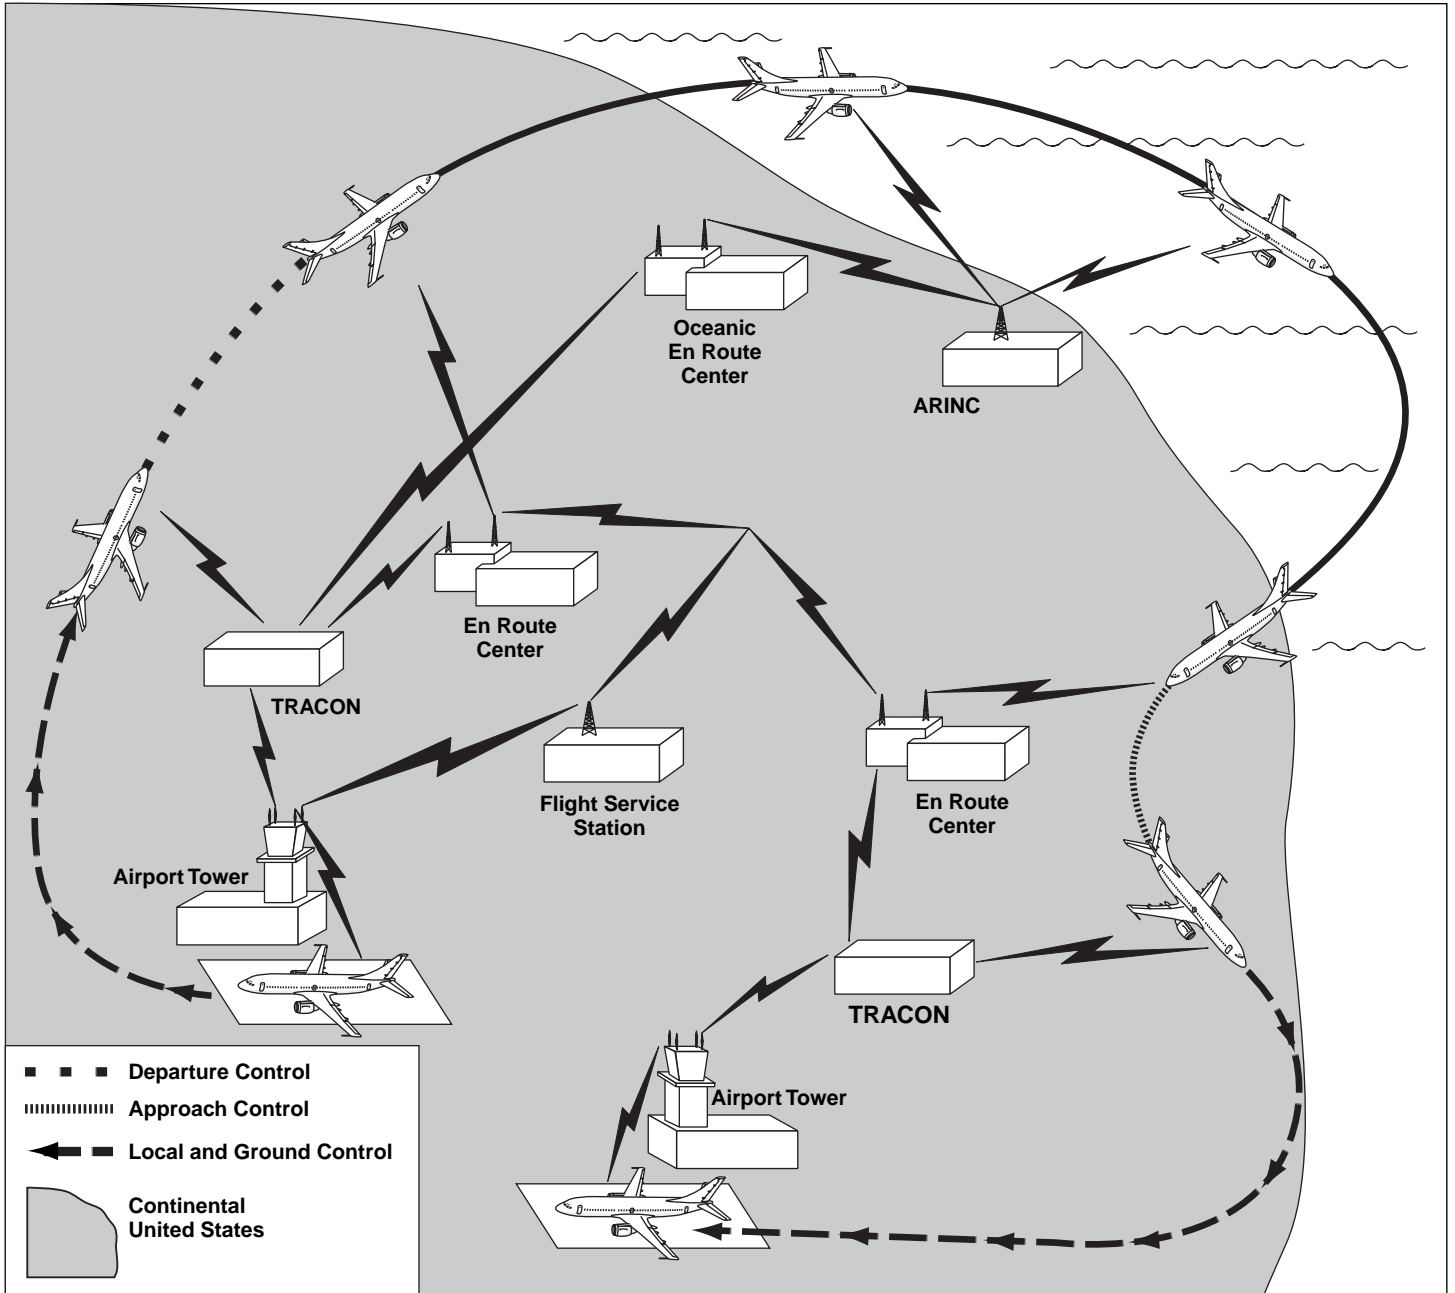 Oceanic
En Route
Center
ARINC
En Route
Center
TRACON
Flight Service
Station
En Route
Center
Airport Tower
TRACON
Airport Tower
Departure Control
Approach Control
Local and Ground Control
Continental
United States